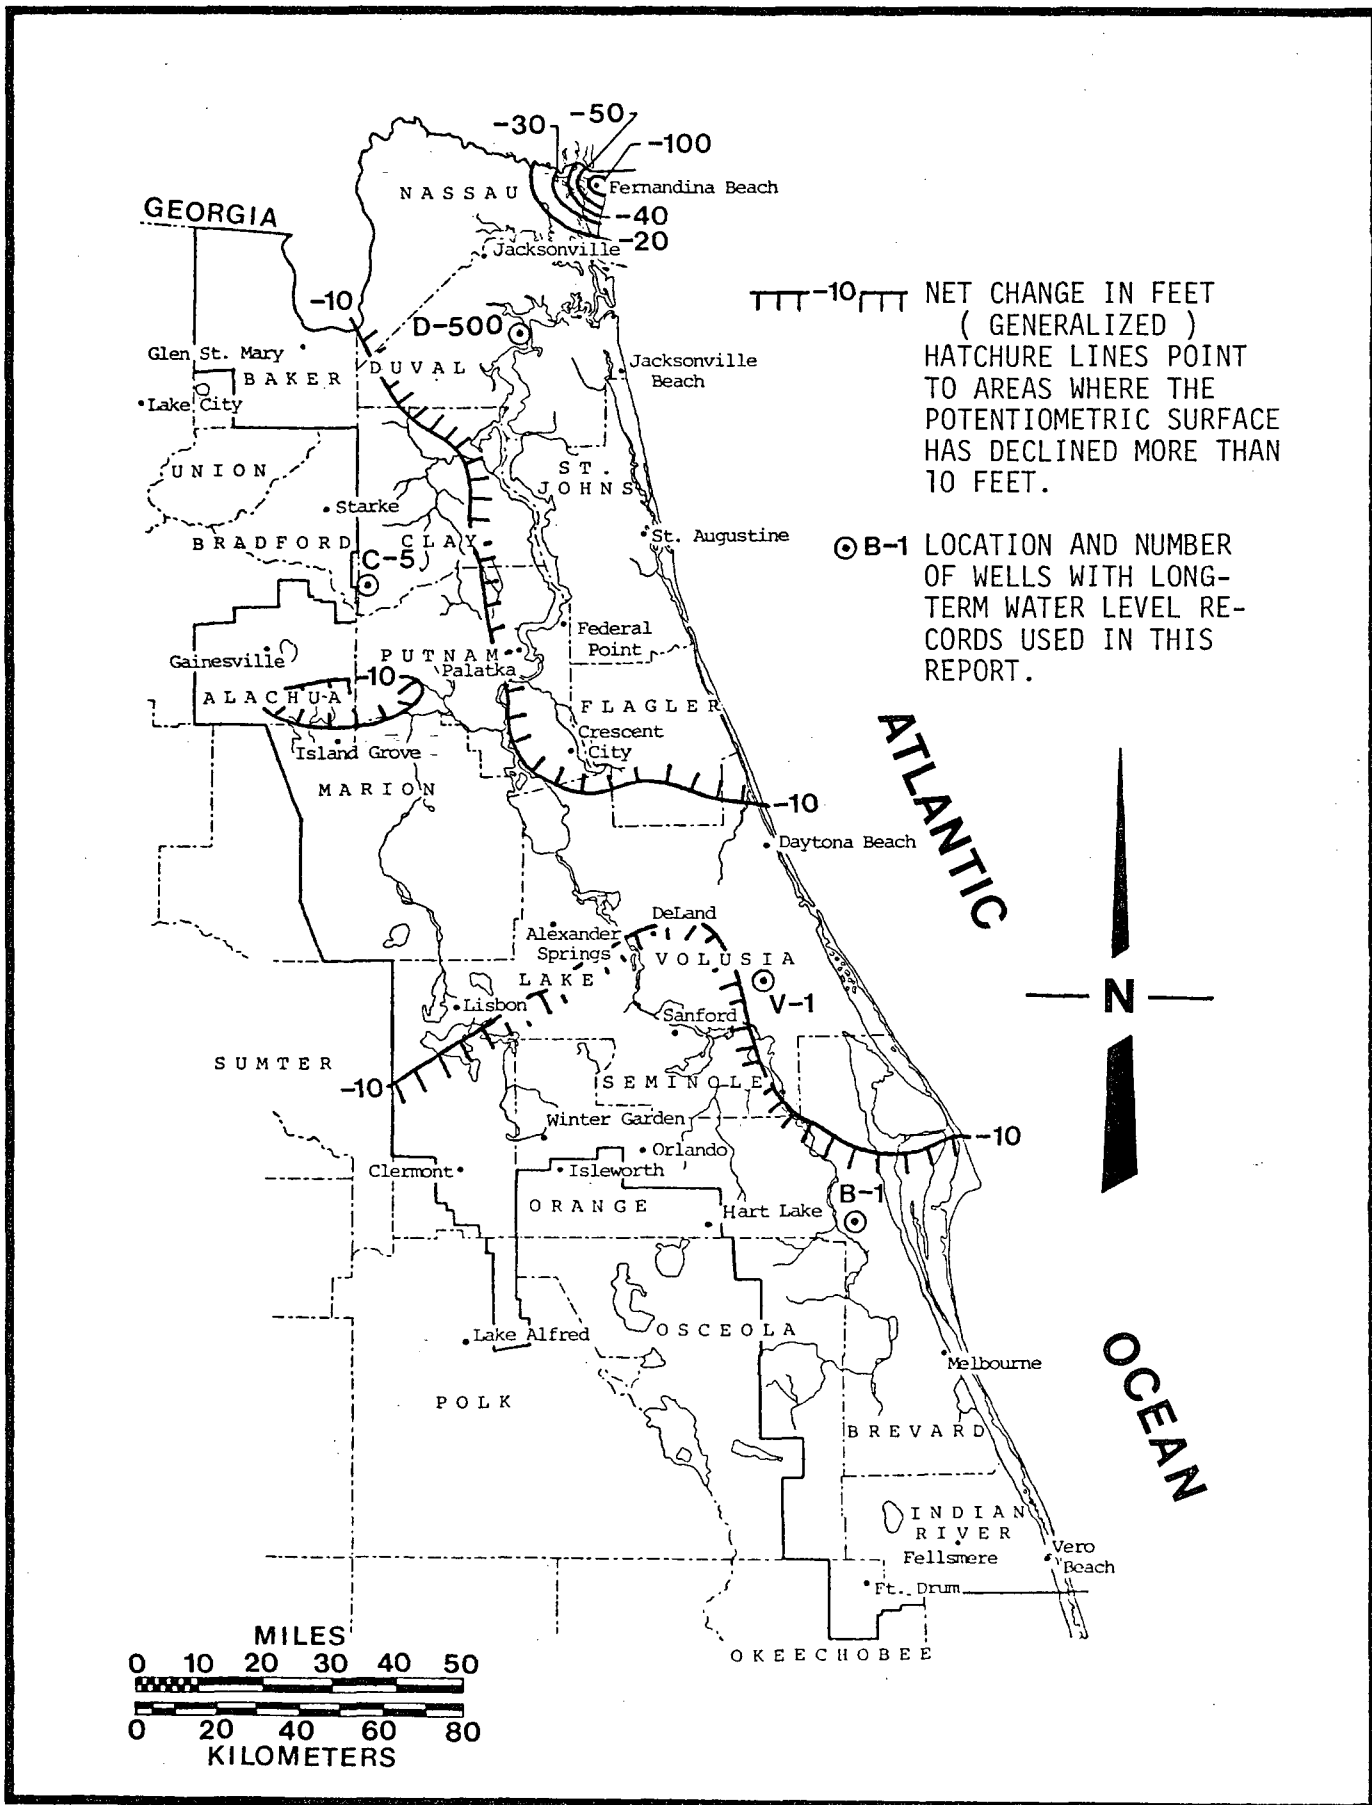 -30
-50
-100
NASSAU
Fernandina Beach
GEORGIA
-40
-20
Jacksonville
-10
D-500
-10 NET CHANGE IN FEET
( GENERALIZED )
HATCHURE LINES POINT
TO AREAS WHERE THE
POTENTIOMETRIC SURFACE
HAS DECLINED MORE THAN
10 FEET.
Glen St. Mary
BAKER
DUVAL
Jacksonville
Beach
Lake City
UNION
ST.
JOHNS
Starke
BRADFORD
CLAY
St. Augustine
C-5
B-1 LOCATION AND NUMBER
OF WELLS WITH LONG-
TERM WATER LEVEL RE-
CORDS USED IN THIS
REPORT.
Federal
Point
Gainesville
PUTNAM
Palatka
-10
ALACHUA
FLAGLER
Crescent
City
Island Grove
MARION
-10
ATLANTIC
Daytona Beach
DeLand
Alexander
Springs
VOLUSIA
LAKE
V-1
N
Lisbon
Sanford
SUMTER
-10
SEMINOLE
Winter Garden
-10
Orlando
Clermont
Isleworth
ORANGE
B-1
Hart Lake
OSCEOLA
Lake Alfred
OCEAN
Melbourne
POLK
BREVARD
INDIAN
RIVER
Fellsmere
Vero
Beach
Ft. Drum
OKEECHOBEE
MILES
0 10 20 30 40 50
0 20 40 60 80
KILOMETERS